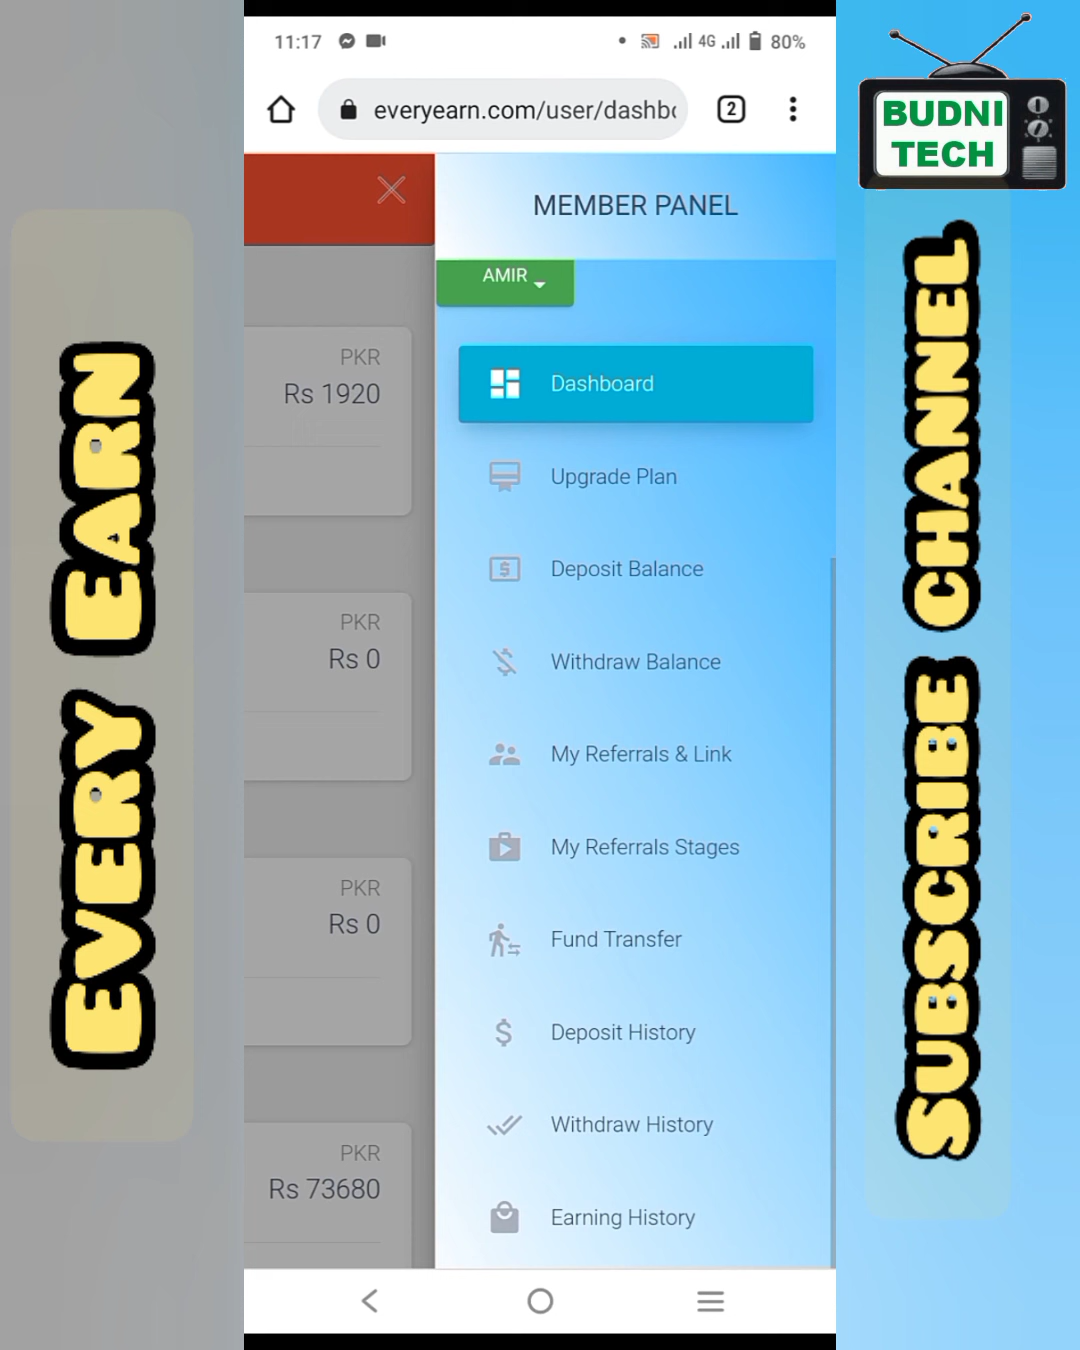 11:17
4G
80%
everyearn.com/user/dashb
2
MEMBER PANEL
AMIR
Dashboard
Upgrade Plan
Deposit Balance
Withdraw Balance
My Referrals & Link
My Referrals Stages
Fund Transfer
Deposit History
Withdraw History
Earning History
PKR
Rs 1920
PKR
Rs 0
PKR
Rs 0
PKR
Rs 73680
EVERY EARN
BUDNI
TECH
SUBSCRIBE CHANNEL